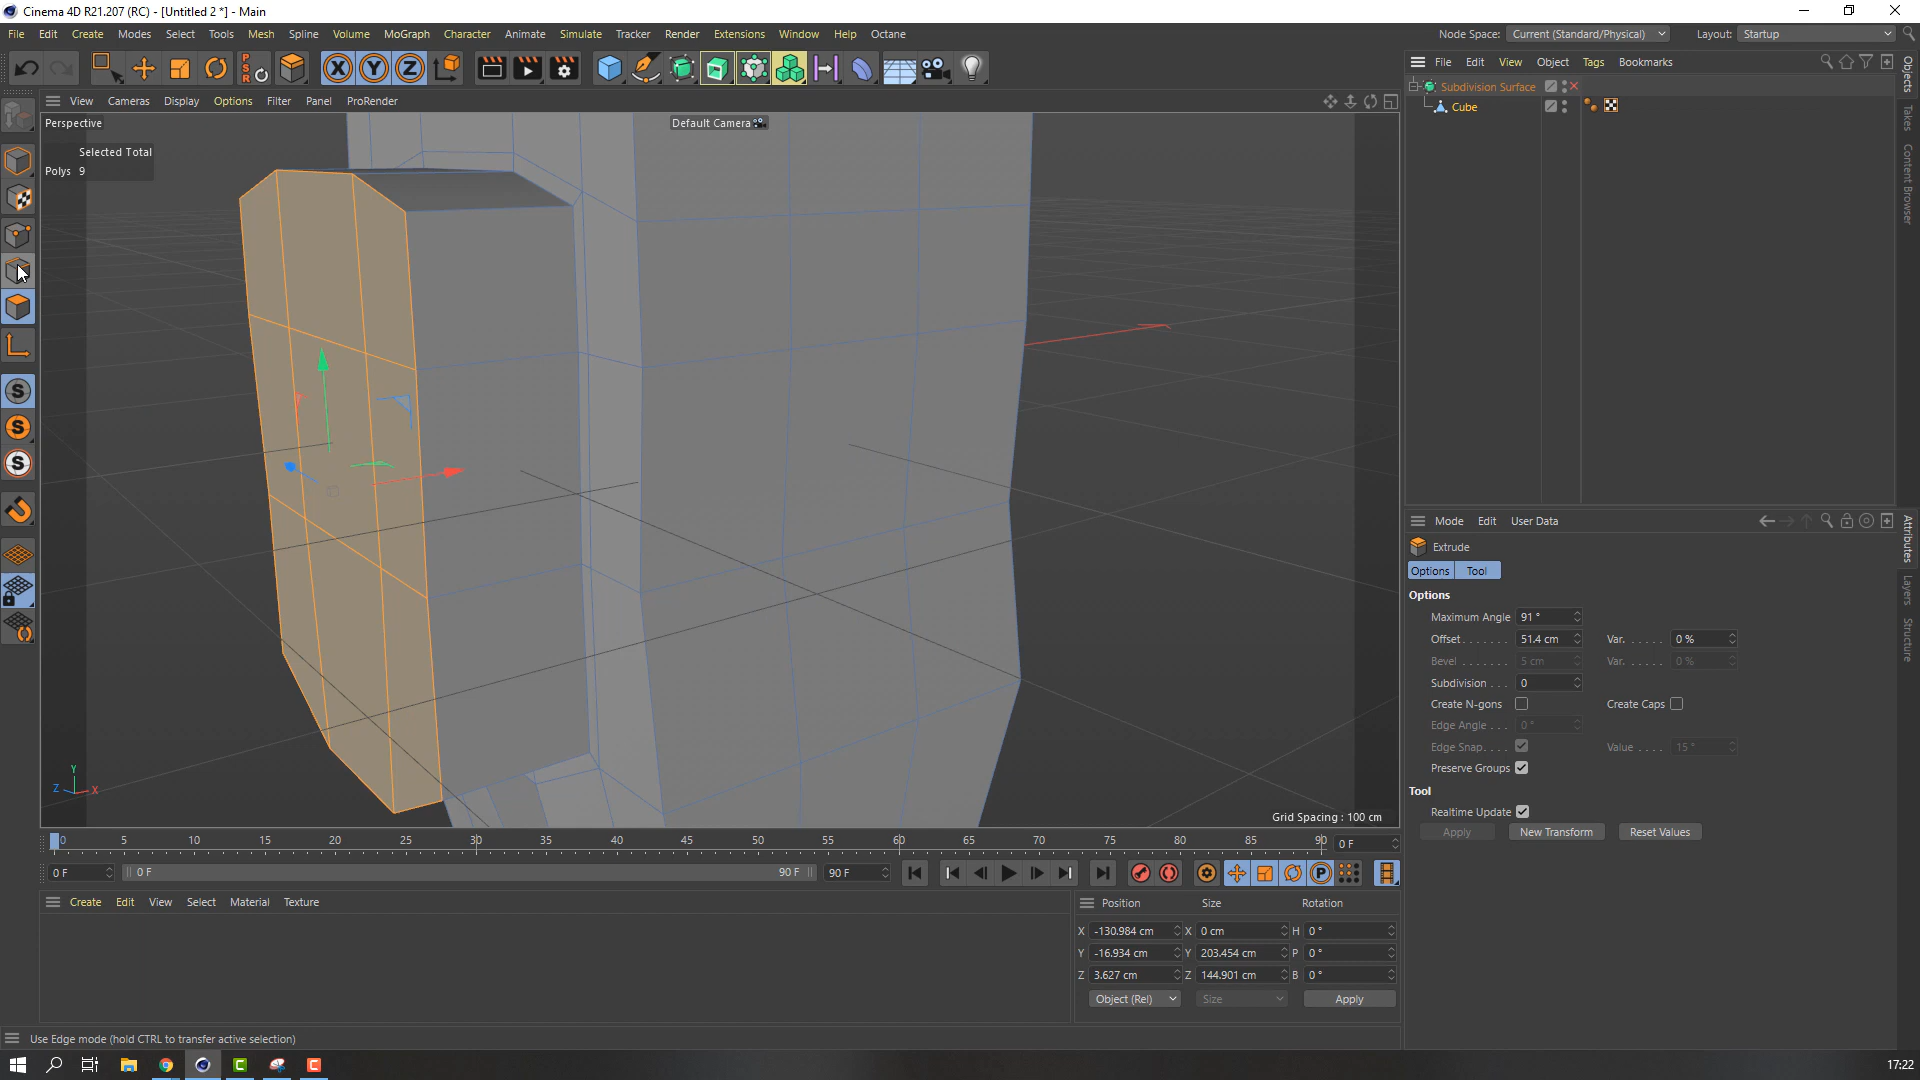 Cinema 4D R21.207 (RC) - [Untitled 2 *] - Main
File Edit Create Modes Select Tools Mesh Spline Volume MoGraph Character Animate Simulate Tracker Render Extensions Window Help Octane
Node Space: Current (Standard/Physical) Layout: Startup
PSR X Y Z
File Edit View Object Tags Bookmarks
Subdivision Surface
Cube
Objects
Takes
Content Browser
View Cameras Display Options Filter Panel ProRender
Perspective
Default Camera
Selected Total
Polys 9
S
S
S
Y
Z X
Grid Spacing : 100 cm
Mode Edit User Data
Extrude
Options Tool
Options
Maximum Angle 91 °
Offset . . . . . . . 51.4 cm Var. . . . . . 0 %
Bevel . . . . . . . 5 cm Var. . . . . . 0 %
Subdivision . . . 0
Create N-gons Create Caps
Edge Angle . . . 0 °
Edge Snap. . . . Value . . . . 15 °
Preserve Groups
Tool
Realtime Update
Apply New Transform Reset Values
Attributes
Layers
Structure
0 5 10 15 20 25 30 35 40 45 50 55 60 65 70 75 80 85 90 0 F
0 F 0 F 90 F 90 F
P
Create Edit View Select Material Texture
Position Size Rotation
X -130.984 cm X 0 cm H 0 °
Y -16.934 cm Y 203.454 cm P 0 °
Z 3.627 cm Z 144.901 cm B 0 °
Object (Rel) Size Apply
Use Edge mode (hold CTRL to transfer active selection)
17:22